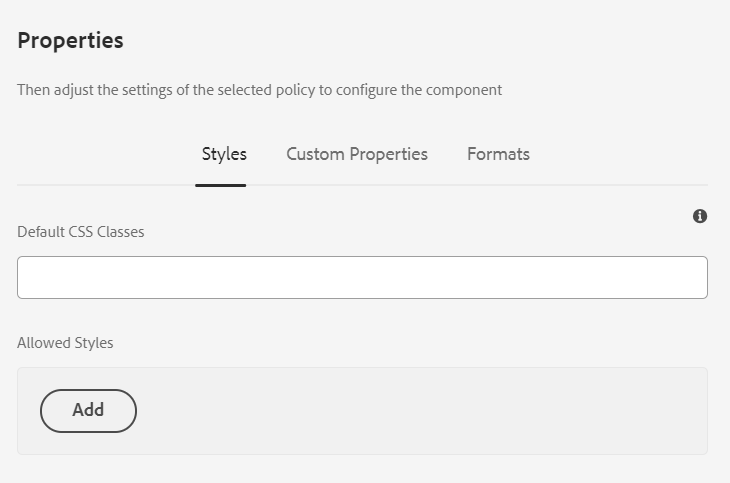 Properties
Then adjust the settings of the selected policy to configure the component
Styles Custom Properties Formats
Default CSS Classes
Allowed Styles
Add